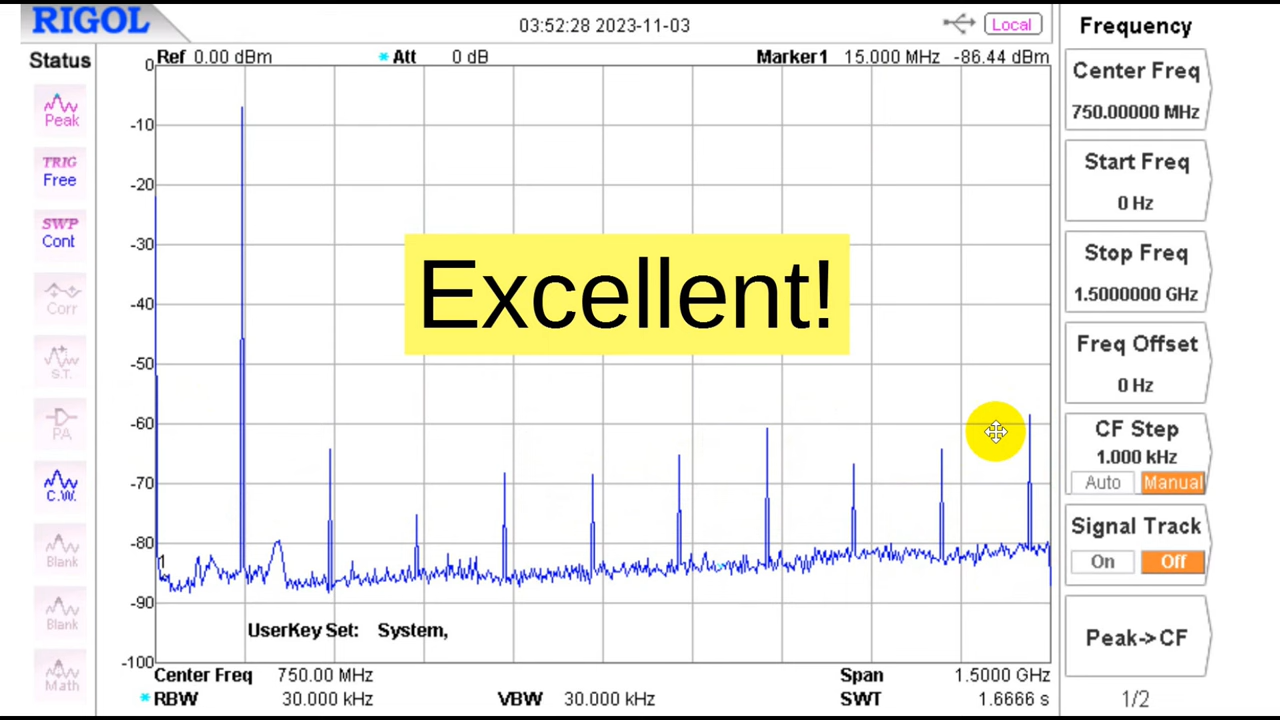 RIGOL
03:52:28 2023-11-03
Local
Status
Ref 0.00 dBm
* Att 0 dB
Marker1 15.000 MHz -86.44 dBm
Peak
TRIG
Free
SWP
Cont
Corr
S.T.
PA
C.W.
Blank
Blank
Math
0
-10
-20
-30
-40
-50
-60
-70
-80
-90
-100
1
Excellent!
UserKey Set: System,
Center Freq 750.00 MHz
Span 1.5000 GHz
*RBW 30.000 kHz
VBW 30.000 kHz
SWT 1.6666 s
Frequency
Center Freq
750.00000 MHz
Start Freq
0 Hz
Stop Freq
1.5000000 GHz
Freq Offset
0 Hz
CF Step
1.000 kHz
Auto Manual
Signal Track
On Off
Peak->CF
1/2